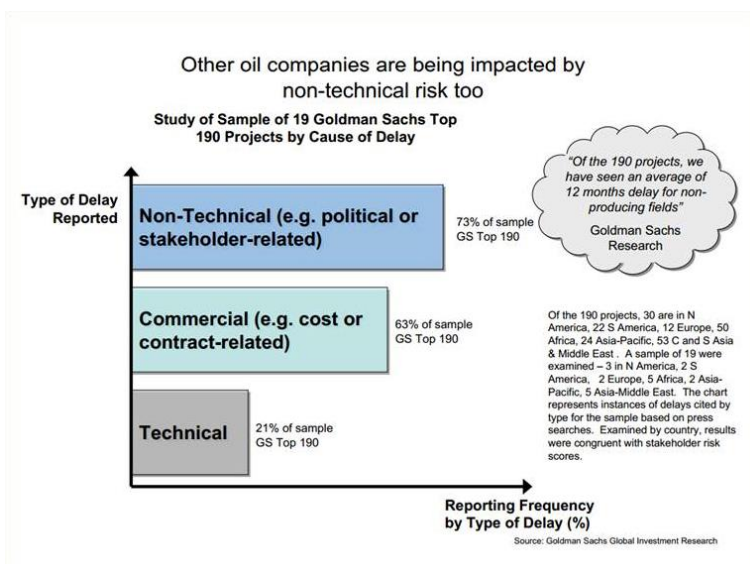 Other oil companies are being impacted by
non-technical risk too
Study of Sample of 19 Goldman Sachs Top
190 Projects by Cause of Delay
Type of Delay
Reported
Non-Technical (e.g. political or
stakeholder-related)
73% of sample
GS Top 190
Commercial (e.g. cost or
contract-related)
63% of sample
GS Top 190
Technical
21% of sample
GS Top 190
Reporting Frequency
by Type of Delay (%)
“Of the 190 projects, we
have seen an average of
12 months delay for non-
producing fields”
Goldman Sachs
Research
Of the 190 projects, 30 are in N
America, 22 S America, 12 Europe, 50
Africa, 24 Asia-Pacific, 53 C and S Asia
& Middle East . A sample of 19 were
examined – 3 in N America, 2 S
America, 2 Europe, 5 Africa, 2 Asia-
Pacific, 5 Asia-Middle East. The chart
represents instances of delays cited by
type for the sample based on press
searches. Examined by country, results
were congruent with stakeholder risk
scores.
Source: Goldman Sachs Global Investment Research